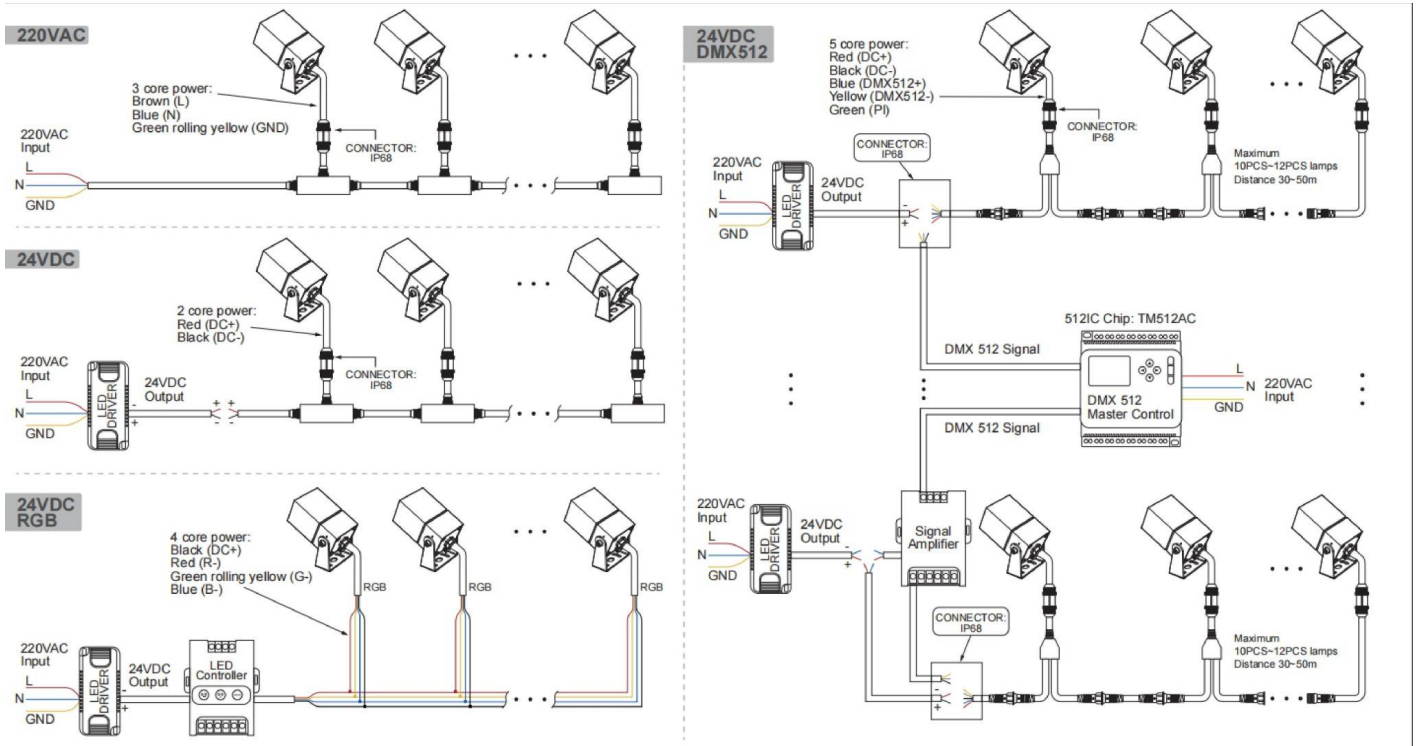 220VAC
3 core power:
Brown (L)
Blue (N)
Green rolling yellow (GND)
220VAC
Input
L
N
GND
CONNECTOR:
IP68
24VDC
2 core power:
Red (DC+)
Black (DC-)
220VAC
Input
L
N
GND
LED
DRIVER
-
+
24VDC
Output
+ +
- -
CONNECTOR:
IP68
24VDC
RGB
4 core power:
Black (DC+)
Red (R-)
Green rolling yellow (G-)
Blue (B-)
RGB
RGB
RGB
220VAC
Input
L
N
GND
LED
DRIVER
-
+
24VDC
Output
LED
Controller
24VDC
DMX512
5 core power:
Red (DC+)
Black (DC-)
Blue (DMX512+)
Yellow (DMX512-)
Green (PI)
CONNECTOR:
IP68
CONNECTOR:
IP68
220VAC
Input
L
N
GND
LED
DRIVER
24VDC
Output
-
+
Maximum
10PCS~12PCS lamps
Distance 30~50m
512IC Chip: TM512AC
DMX 512 Signal
DMX 512
Master Control
L
N
GND
220VAC
Input
DMX 512 Signal
220VAC
Input
L
N
GND
LED
DRIVER
24VDC
Output
-
+
Signal
Amplifier
CONNECTOR:
IP68
-
+
Maximum
10PCS~12PCS lamps
Distance 30~50m